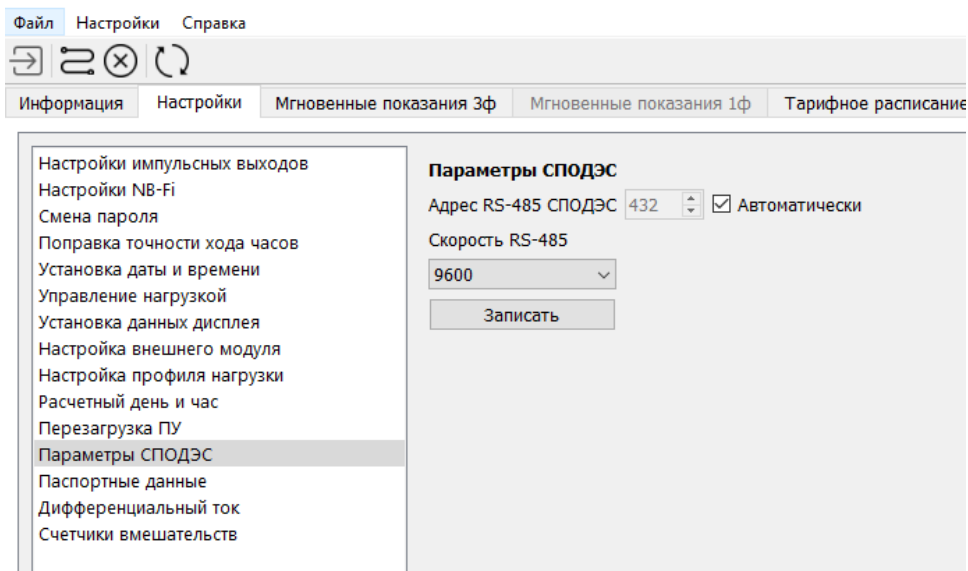 Файл Настройки Справка
Информация Настройки Мгновенные показания 3ф Мгновенные показания 1ф Тарифное расписание
Настройки импульсных выходов
Настройки NB-Fi
Смена пароля
Поправка точности хода часов
Установка даты и времени
Управление нагрузкой
Установка данных дисплея
Настройка внешнего модуля
Настройка профиля нагрузки
Расчетный день и час
Перезагрузка ПУ
Параметры СПОДЭС
Паспортные данные
Дифференциальный ток
Счетчики вмешательств
Параметры СПОДЭС
Адрес RS-485 СПОДЭС 432 Автоматически
Скорость RS-485
9600
Записать